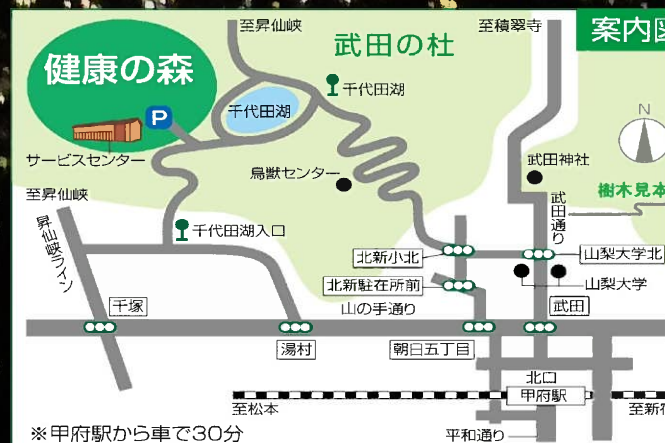 至昇仙峡
至積翠寺
案内図
武田の杜
健康の森
千代田湖
千代田湖
P
サービスセンター
鳥獣センター
武田神社
N
至昇仙峡
樹木見本
武田通り
昇仙峡ライン
千代田湖入口
北新小北
山梨大学北
北新駐在所前
山梨大学
千塚
山の手通り
武田
湯村
朝日五丁目
北口
甲府駅
至松本
至新宿
※甲府駅から車で30分
平和通り